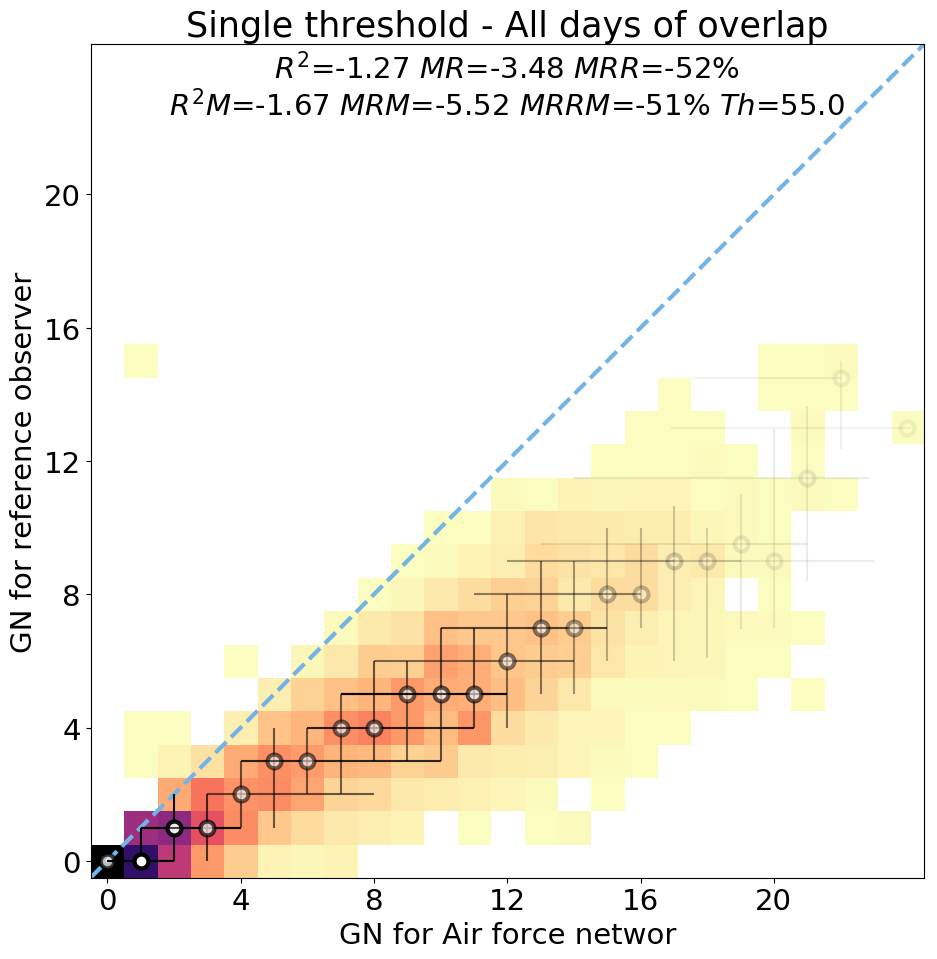 Single threshold - All days of overlap
R²=-1.27 MR=-3.48 MRR=-52%
R²M=-1.67 MRM=-5.52 MRRM=-51% Th=55.0
GN for reference observer
20
16
12
8
4
0
0 4 8 12 16 20
GN for Air force networ